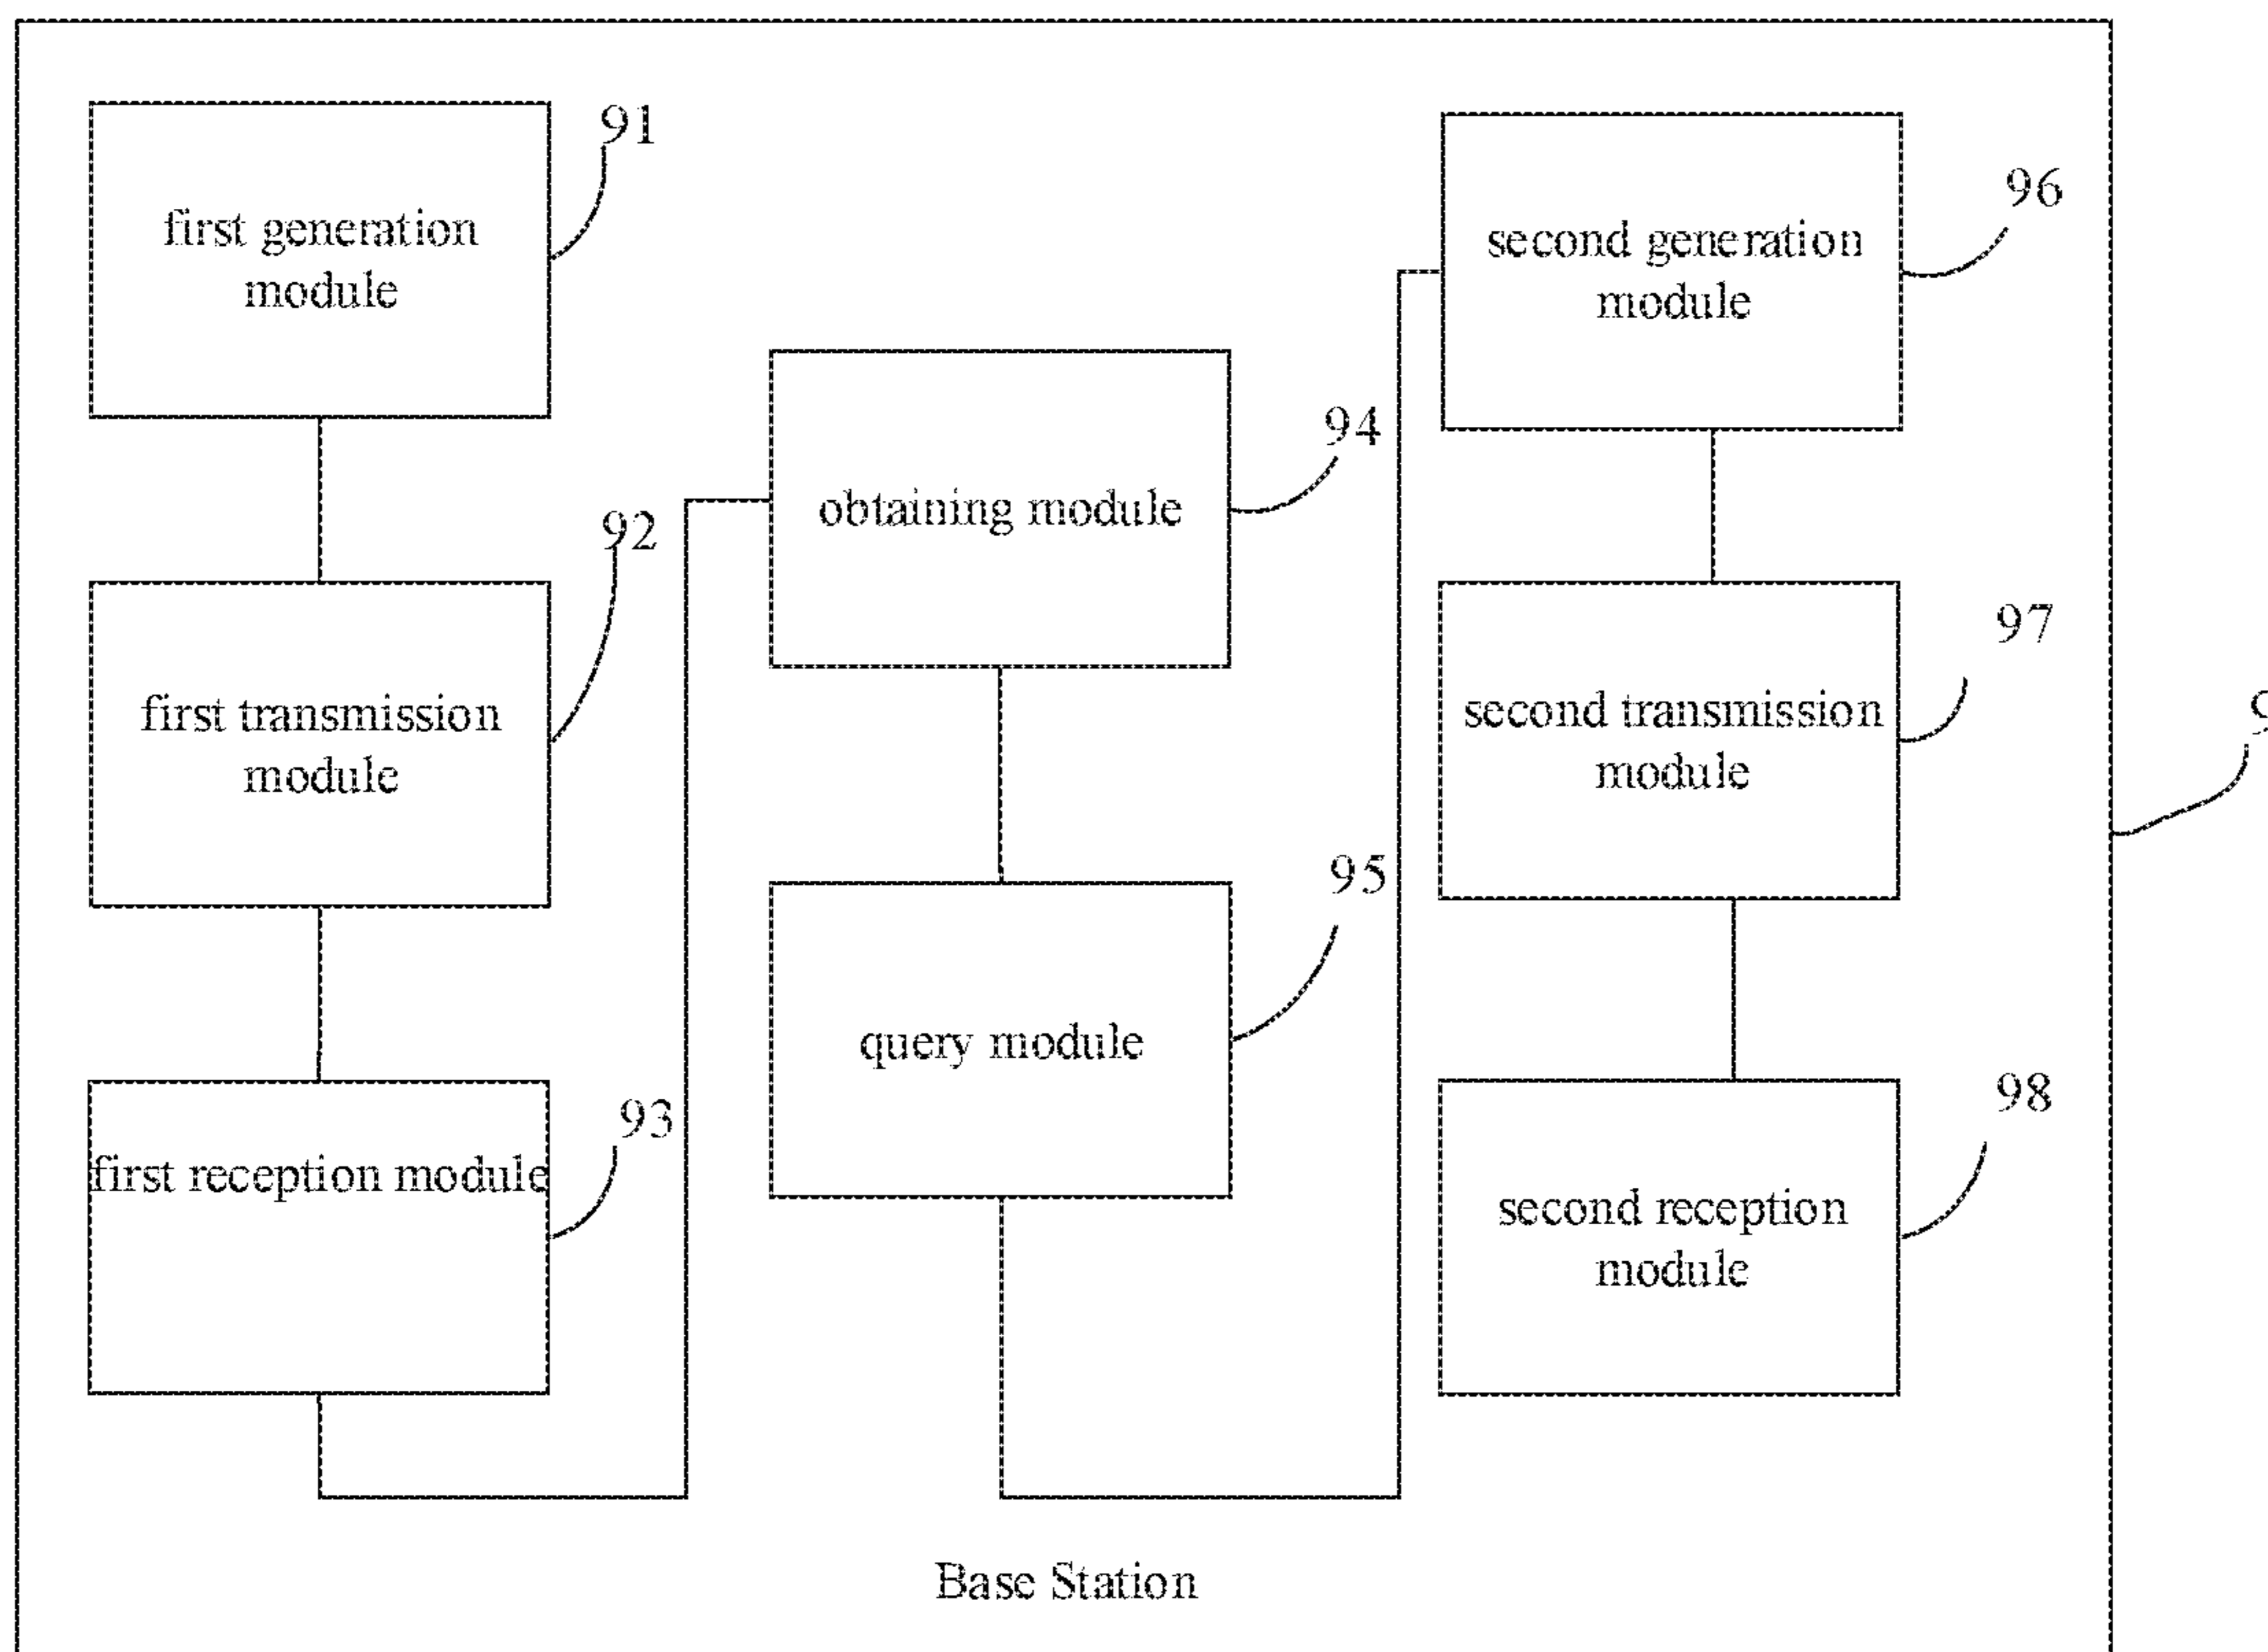 91
first generation
module
92
first transmission
module
93
first reception module
94
obtaining module
95
query module
96
second generation
module
97
second transmission
module
98
second reception
module
9
Base Station